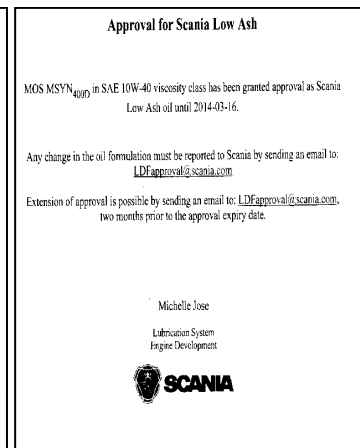 Approval for Scania Low Ash
MOS MSYN400D in SAE 10W-40 viscosity class has been granted approval as Scania
Low Ash oil until 2014-03-16.
Any change in the oil formulation must be reported to Scania by sending an email to:
LDFapproval@scania.com
Extension of approval is possible by sending an email to: LDFapproval@scania.com,
two months prior to the approval expiry date.
Michelle Jose
Lubrication System
Engine Development
SCANIA